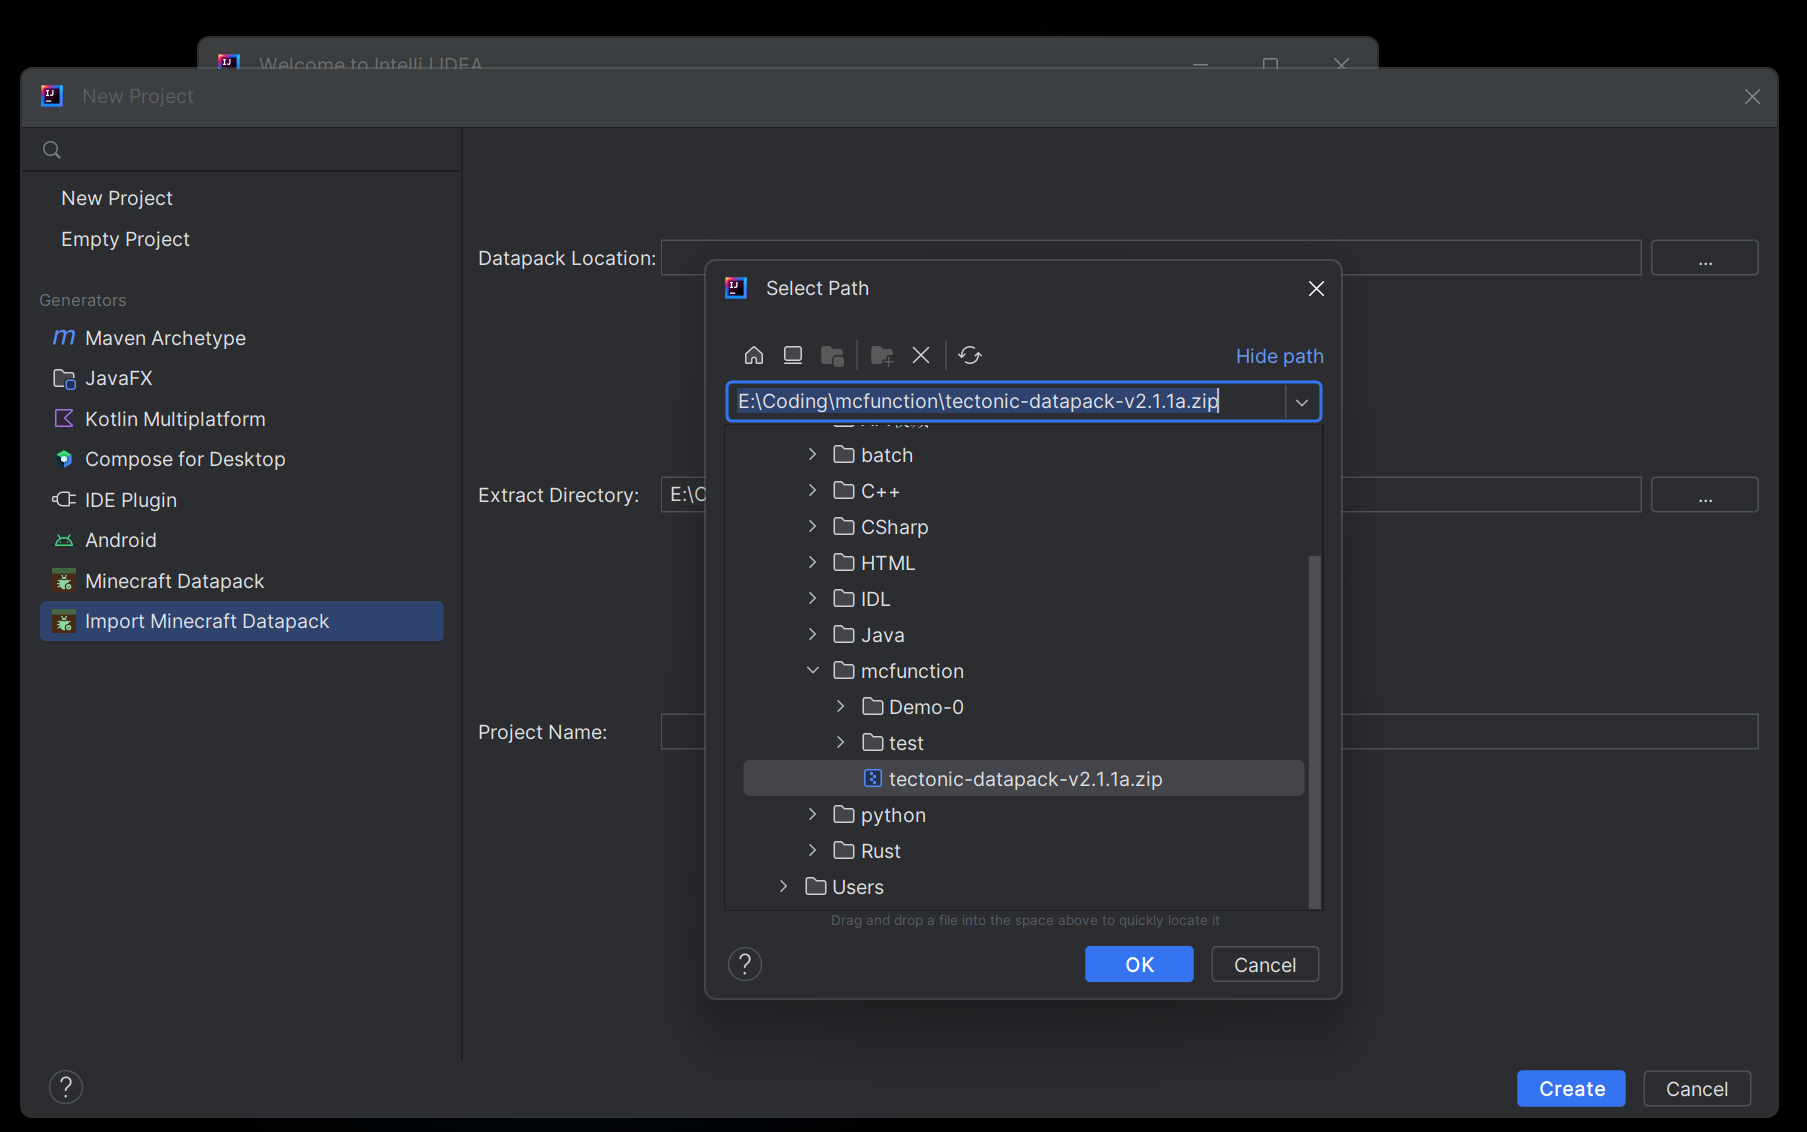 Welcome to IntelliJ IDEA
New Project
New Project
Empty Project
Generators
Maven Archetype
JavaFX
Kotlin Multiplatform
Compose for Desktop
IDE Plugin
Android
Minecraft Datapack
Import Minecraft Datapack
Datapack Location:
...
Extract Directory:
E:\C
...
Project Name:
Select Path
Hide path
E:\Coding\mcfunction\tectonic-datapack-v2.1.1a.zip
batch
C++
CSharp
HTML
IDL
Java
mcfunction
Demo-0
test
tectonic-datapack-v2.1.1a.zip
python
Rust
Users
Drag and drop a file into the space above to quickly locate it
?
OK
Cancel
?
Create
Cancel